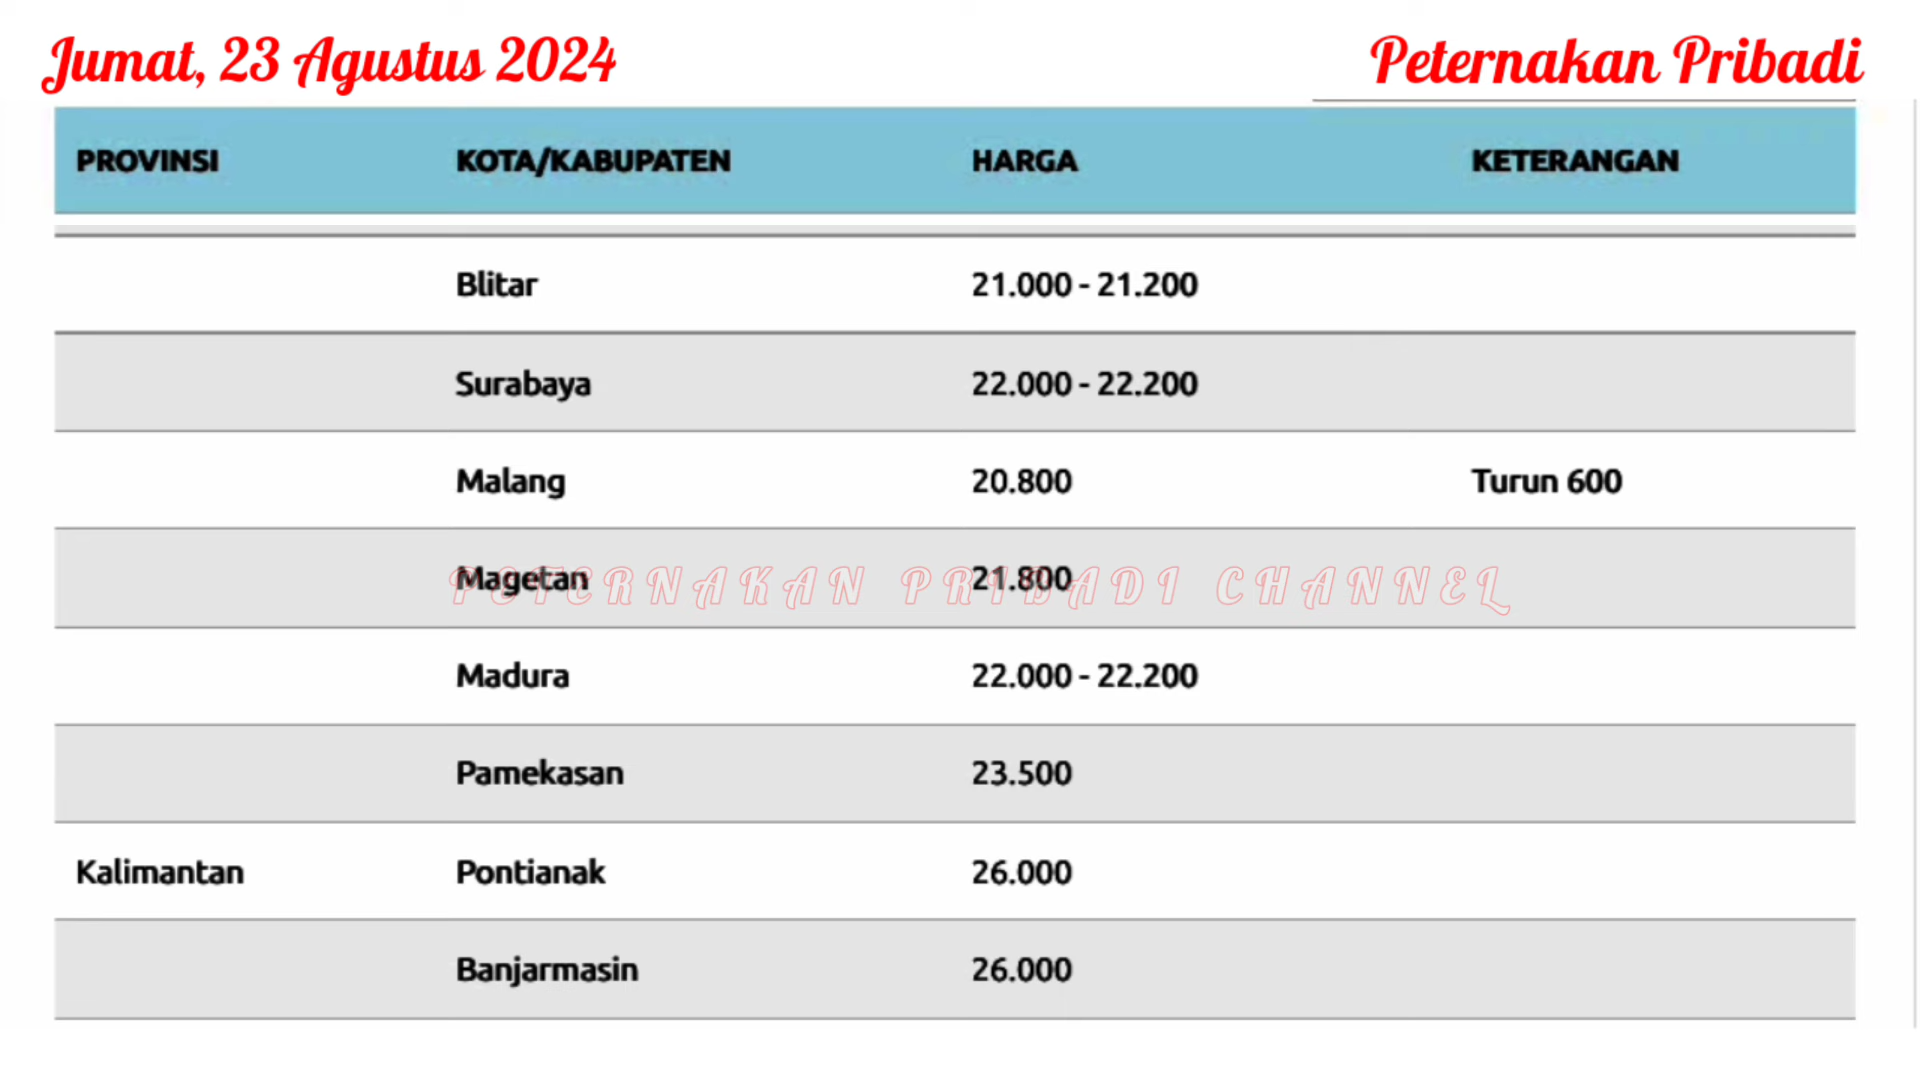 Jumat, 23 Agustus 2024 Peternakan Pribadi
PROVINSI KOTA/KABUPATEN HARGA KETERANGAN
Blitar 21.000 - 21.200
Surabaya 22.000 - 22.200
Malang 20.800 Turun 600
Magetan 21.800
PETERNAKAN PRIBADI CHANNEL
Madura 22.000 - 22.200
Pamekasan 23.500
Kalimantan Pontianak 26.000
Banjarmasin 26.000